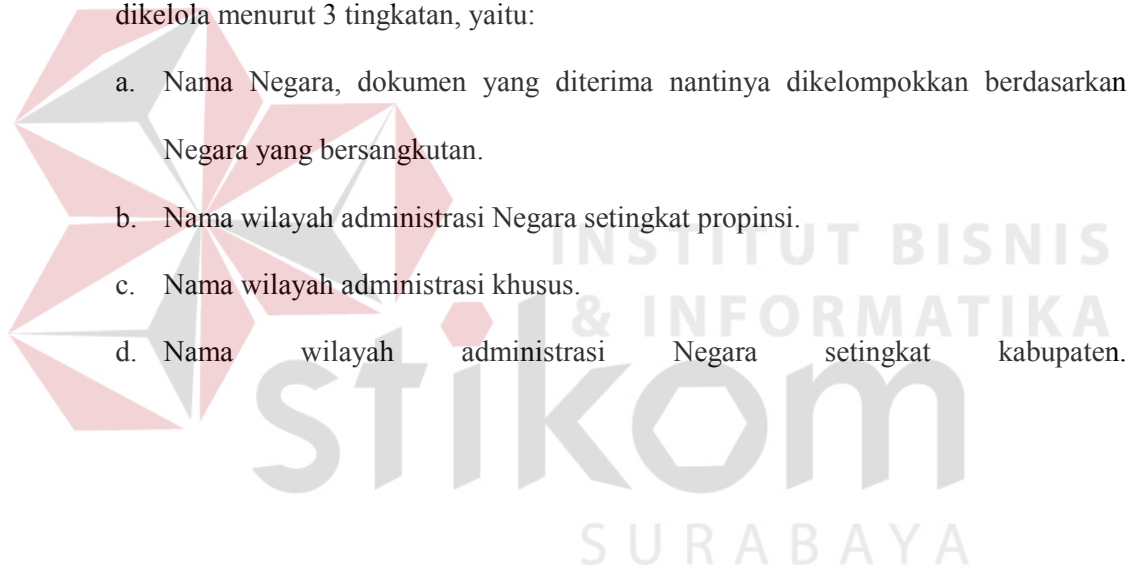 dikelola menurut 3 tingkatan, yaitu:
a. Nama Negara, dokumen yang diterima nantinya dikelompokkan berdasarkan
Negara yang bersangkutan.
b. Nama wilayah administrasi Negara setingkat propinsi.
INSTITUT BISNIS
c. Nama wilayah administrasi khusus.
& INFORMATIKA
d. Nama wilayah administrasi Negara setingkat kabupaten.
stikom
SURABAYA